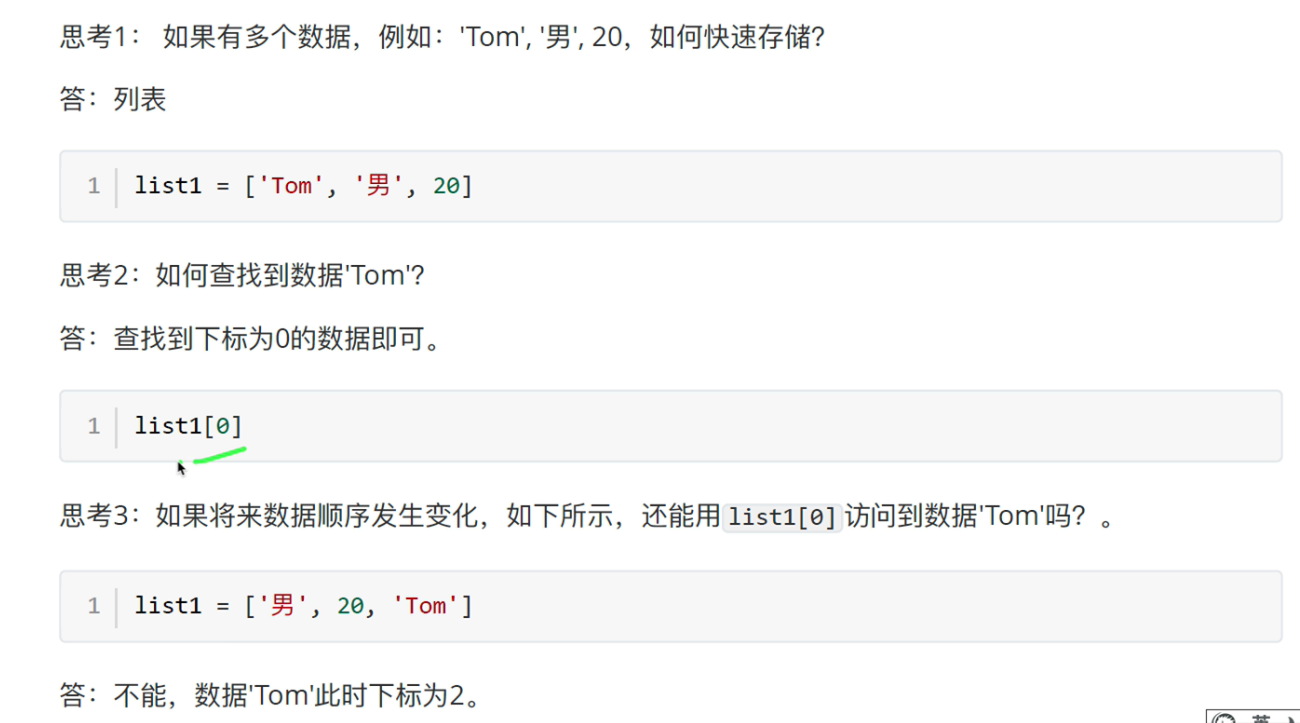 思考1： 如果有多个数据，例如：'Tom', '男', 20，如何快速存储？
答：列表
1 list1 = ['Tom', '男', 20]
思考2：如何查找到数据'Tom'？
答：查找到下标为0的数据即可。
1 list1[0]
思考3：如果将来数据顺序发生变化，如下所示，还能用list1[0]访问到数据'Tom'吗？。
1 list1 = ['男', 20, 'Tom']
答：不能，数据'Tom'此时下标为2。